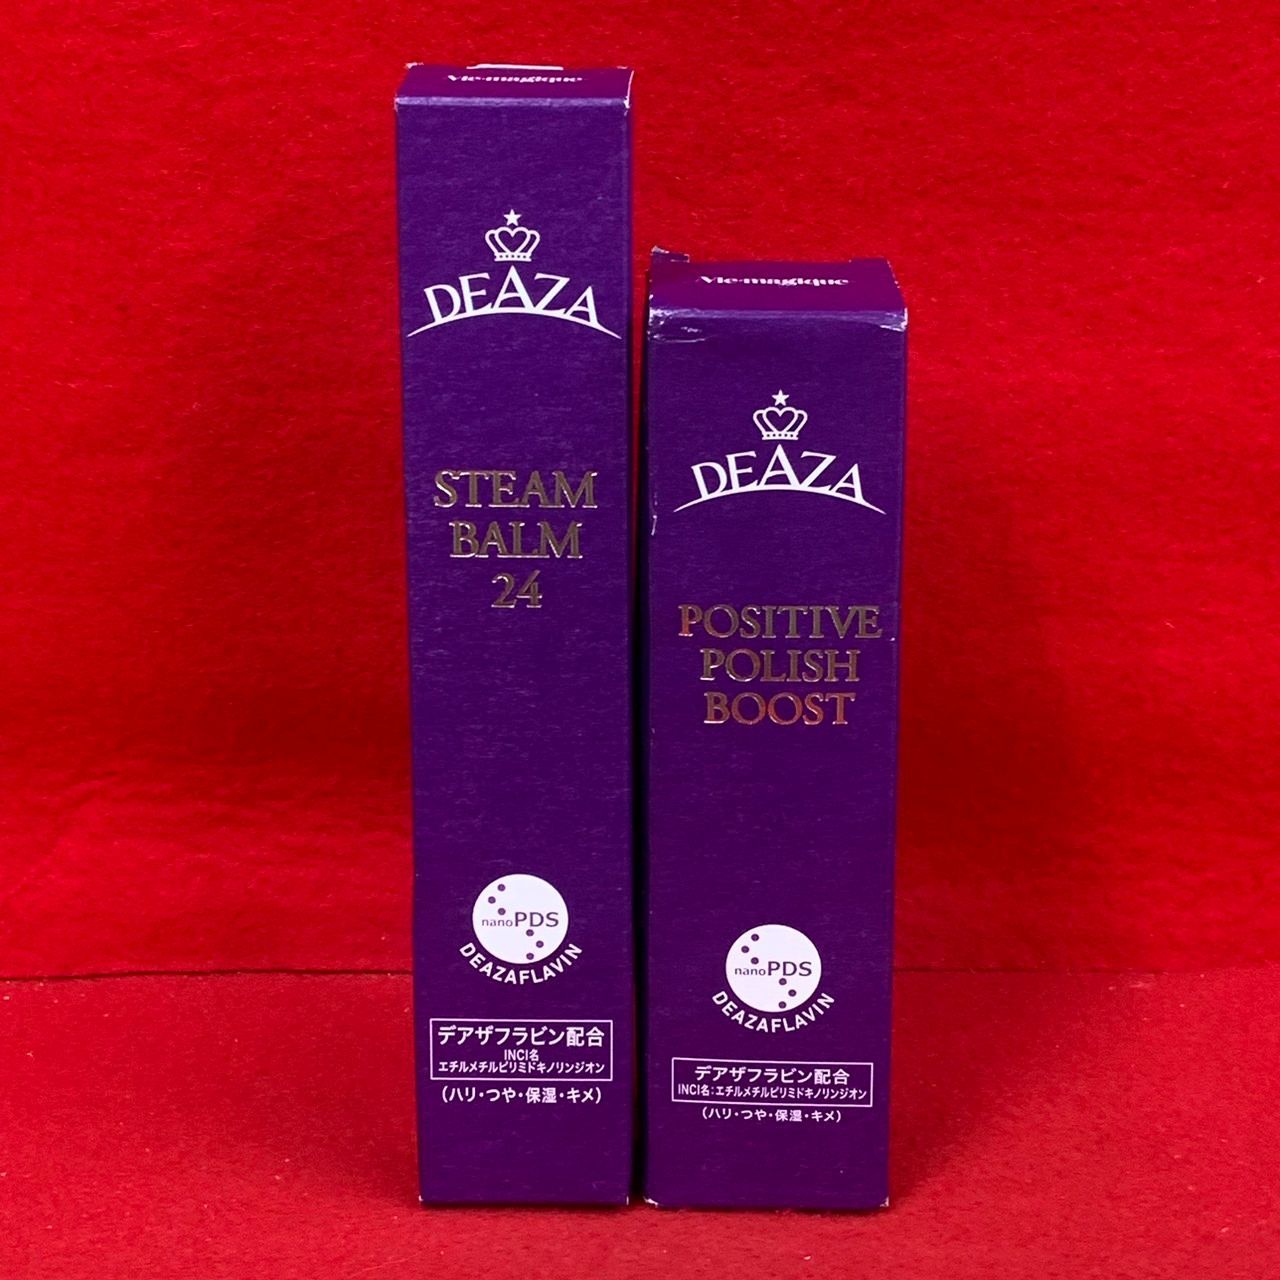 Vie-magique
DEAZA
STEAM
BALM
24
nanoPDS
DEAZAFLAVIN
デアザフラビン配合
INCI名
エチルメチルピリミドキノリンジオン
(ハリ・つや・保湿・キメ)
Vie-magique
DEAZA
POSITIVE
POLISH
BOOST
nanoPDS
DEAZAFLAVIN
デアザフラビン配合
INCI名:エチルメチルピリミドキノリンジオン
(ハリ・つや・保湿・キメ)